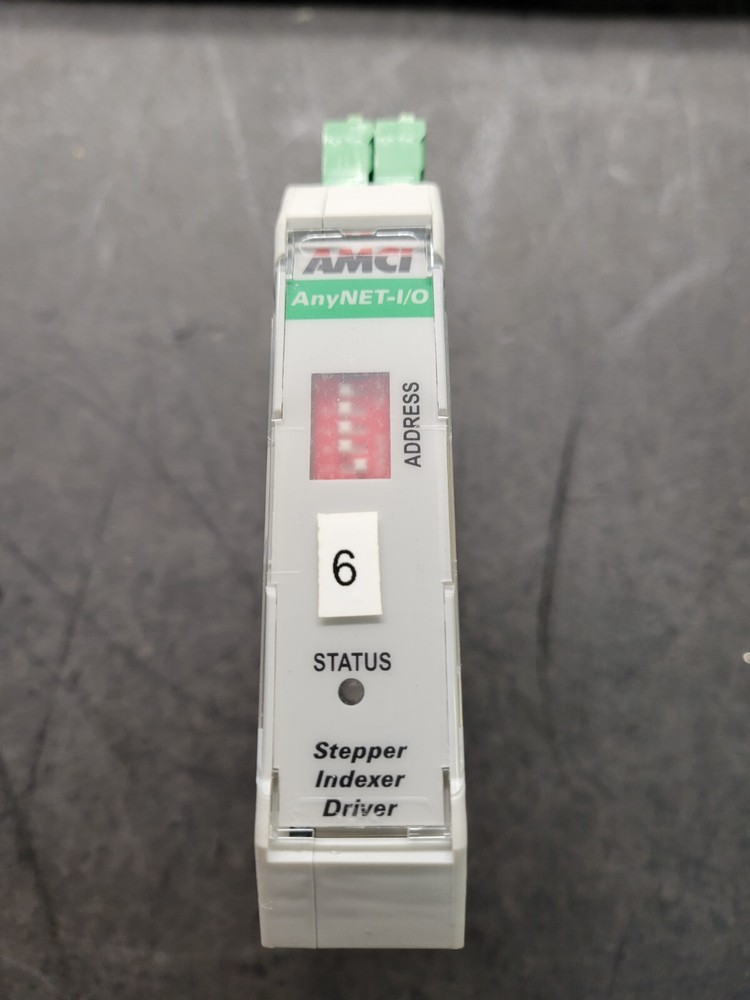 AMCI
AnyNET-I/O
ADDRESS
6
STATUS
Stepper
Indexer
Driver